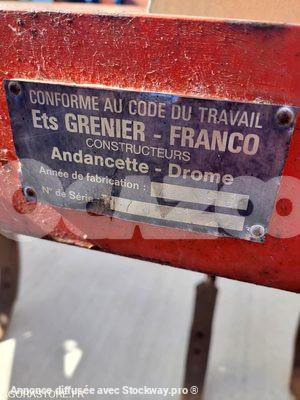 CONFORME AU CODE DU TRAVAIL
Ets GRENIER - FRANCO
CONSTRUCTEURS
Andancette - Drome
Année de fabrication :
N° de Série
Annonce diffusée avec Stockway.pro ®
AGORASTORE.FR